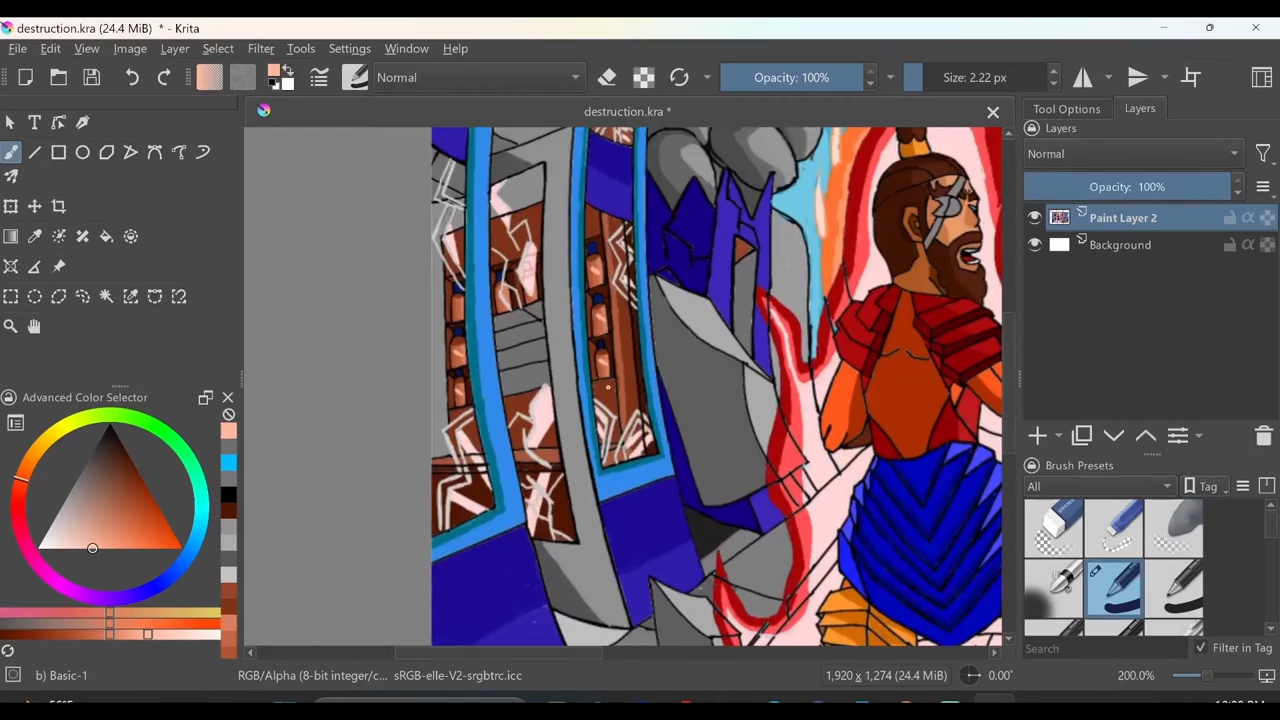 destruction.kra (24.4 MiB) * - Krita
File Edit View Image Layer Select Filter Tools Settings Window Help
Normal Opacity: 100% Size: 2.22 px
destruction.kra *
Tool Options Layers
Layers
Normal
Opacity: 100%
Paint Layer 2
Background
Advanced Color Selector
Brush Presets
All Tag
Search Filter in Tag
b) Basic-1 RGB/Alpha (8-bit integer/c... sRGB-elle-V2-srgbtrc.icc 1,920 x 1,274 (24.4 MiB) 0.00° 200.0%